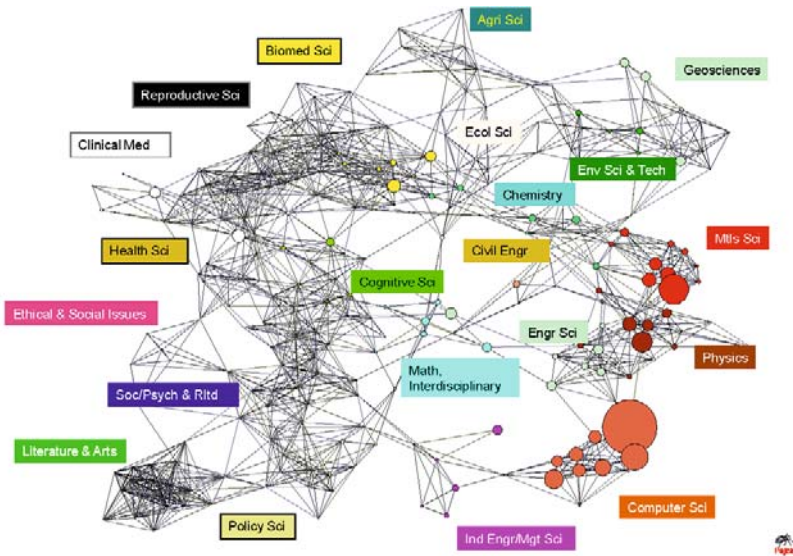 Agri Sci
Biomed Sci
Geosciences
Reproductive Sci
Ecol Sci
Clinical Med
Env Sci & Tech
Chemistry
Mtls Sci
Health Sci
Civil Engr
Cognitive Sci
Ethical & Social Issues
Engr Sci
Physics
Math,
Interdisciplinary
Soc/Psych & Rltd
Literature & Arts
Computer Sci
Policy Sci
Ind Engr/Mgt Sci